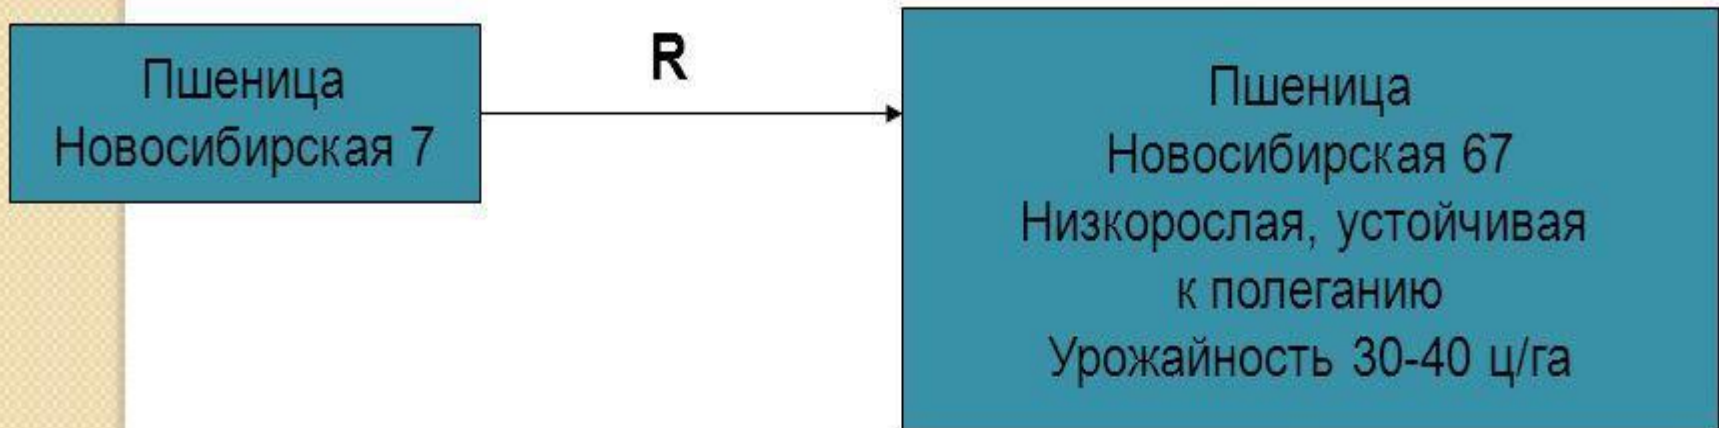 Пшеница
Новосибирская 7
R
Пшеница
Новосибирская 67
Низкорослая, устойчивая
к полеганию
Урожайность 30-40 ц/га